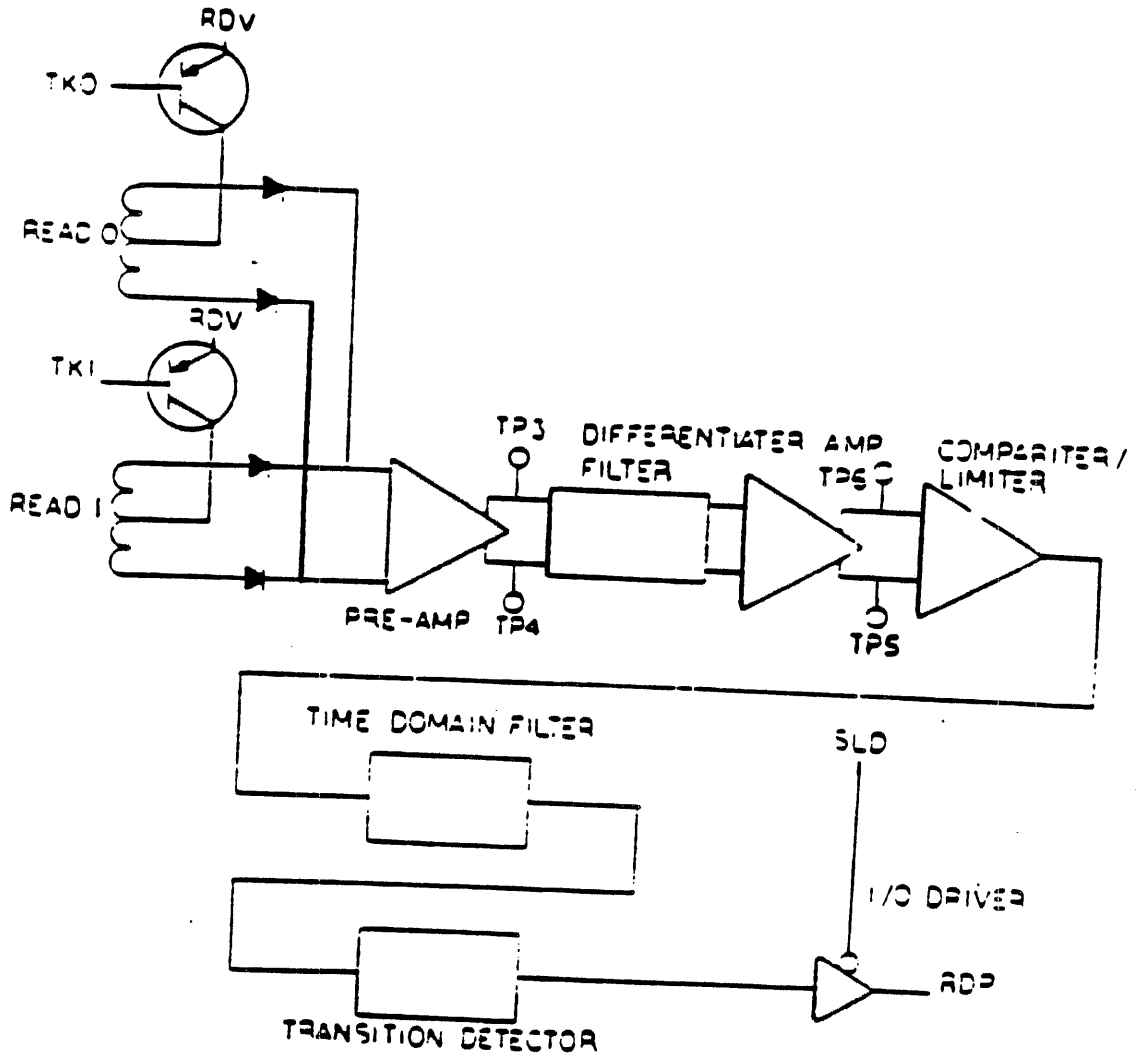 RDV
TK0
READ 0
RDV
TK1
READ 1
TP3
DIFFERENTIATER AMP
FILTER
TP6
COMPARITER/
LIMITER
PRE-AMP
TP4
TP5
TIME DOMAIN FILTER
SLD
I/O DRIVER
RDP
TRANSITION DETECTOR